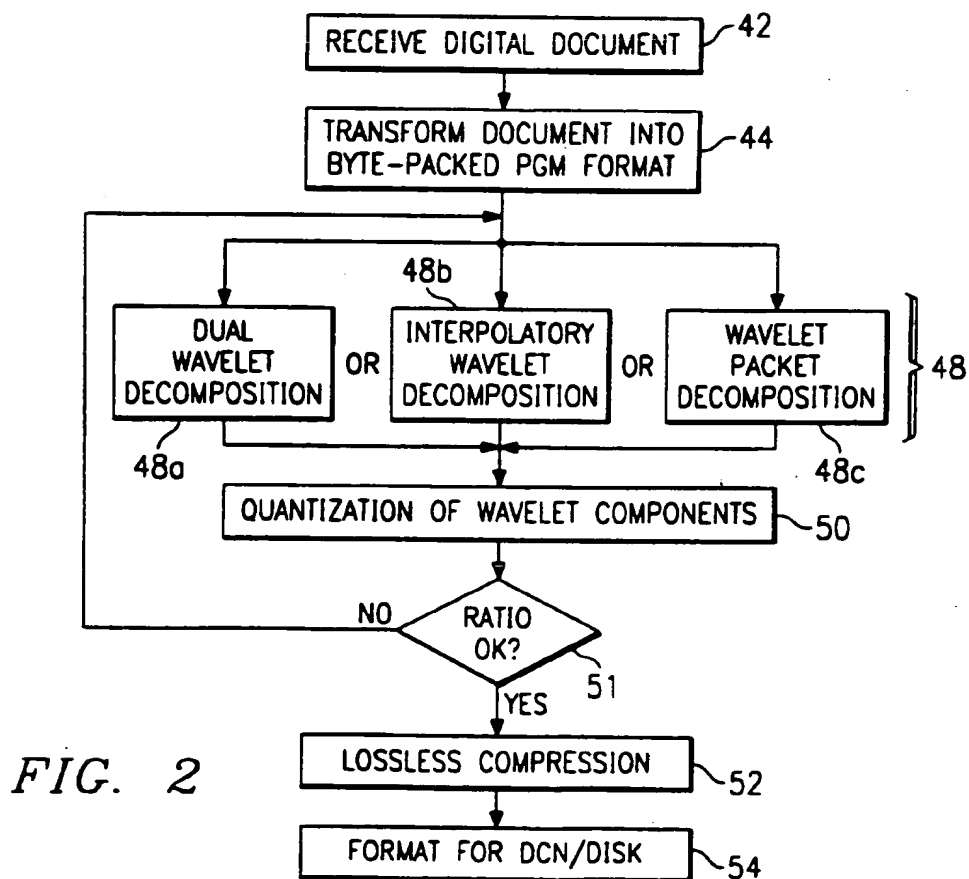 RECEIVE DIGITAL DOCUMENT
42
TRANSFORM DOCUMENT INTO
BYTE-PACKED PGM FORMAT
44
48b
DUAL
WAVELET
DECOMPOSITION
48a
OR
INTERPOLATORY
WAVELET
DECOMPOSITION
OR
WAVELET
PACKET
DECOMPOSITION
48c
48
QUANTIZATION OF WAVELET COMPONENTS
50
NO
RATIO
OK?
51
YES
LOSSLESS COMPRESSION
52
FIG. 2
FORMAT FOR DCN/DISK
54